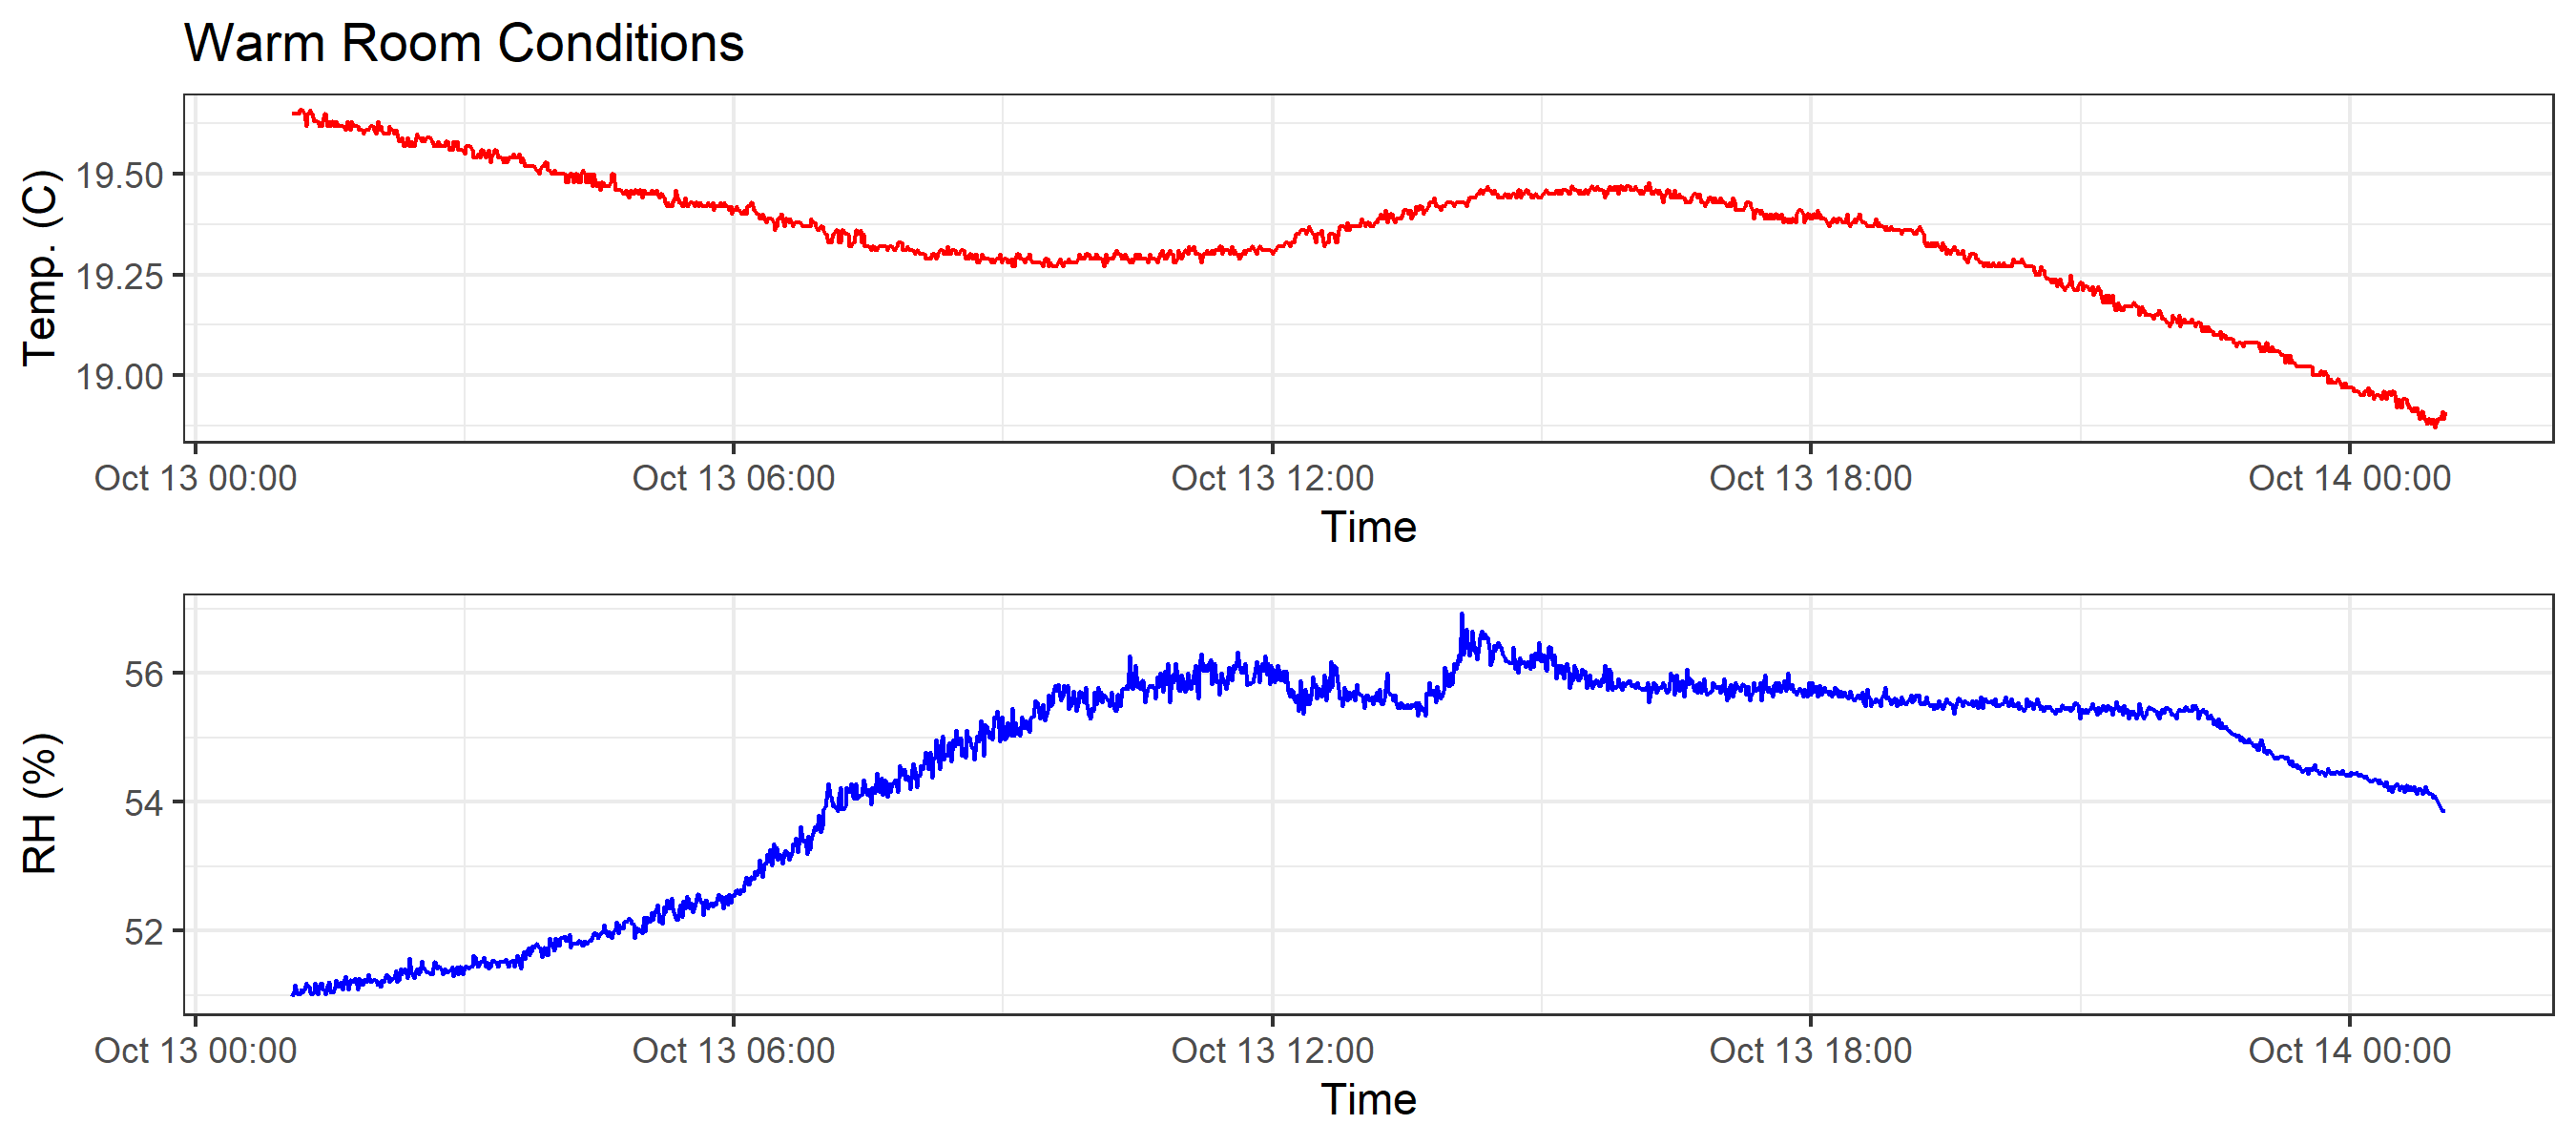 Warm Room Conditions
Temp. (C)
19.50
19.25
19.00
Oct 13 00:00 Oct 13 06:00 Oct 13 12:00 Oct 13 18:00 Oct 14 00:00
Time
RH (%)
56
54
52
Oct 13 00:00 Oct 13 06:00 Oct 13 12:00 Oct 13 18:00 Oct 14 00:00
Time